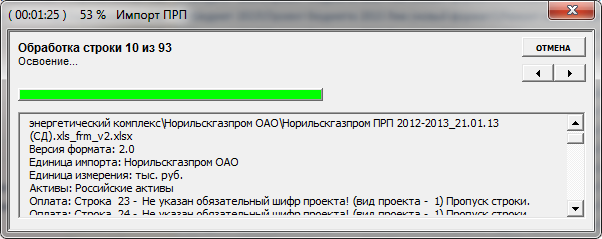 ( 00:01:25 ) 53 % Импорт ПРП
Обработка строки 10 из 93
Освоение...
ОТМЕНА
энергетический комплекс\Норильскгазпром ОАО\Норильскгазпром ПРП 2012-2013_21.01.13
(СД).xls_frm_v2.xlsx
Версия формата: 2.0
Единица импорта: Норильскгазпром ОАО
Единица измерения: тыс. руб.
Активы: Российские активы
Оплата: Строка 23 - Не указан обязательный шифр проекта! (вид проекта - 1) Пропуск строки.
Оплата: Строка 24 - Не указан обязательный шифр проекта! (вид проекта - 1) Пропуск строки.